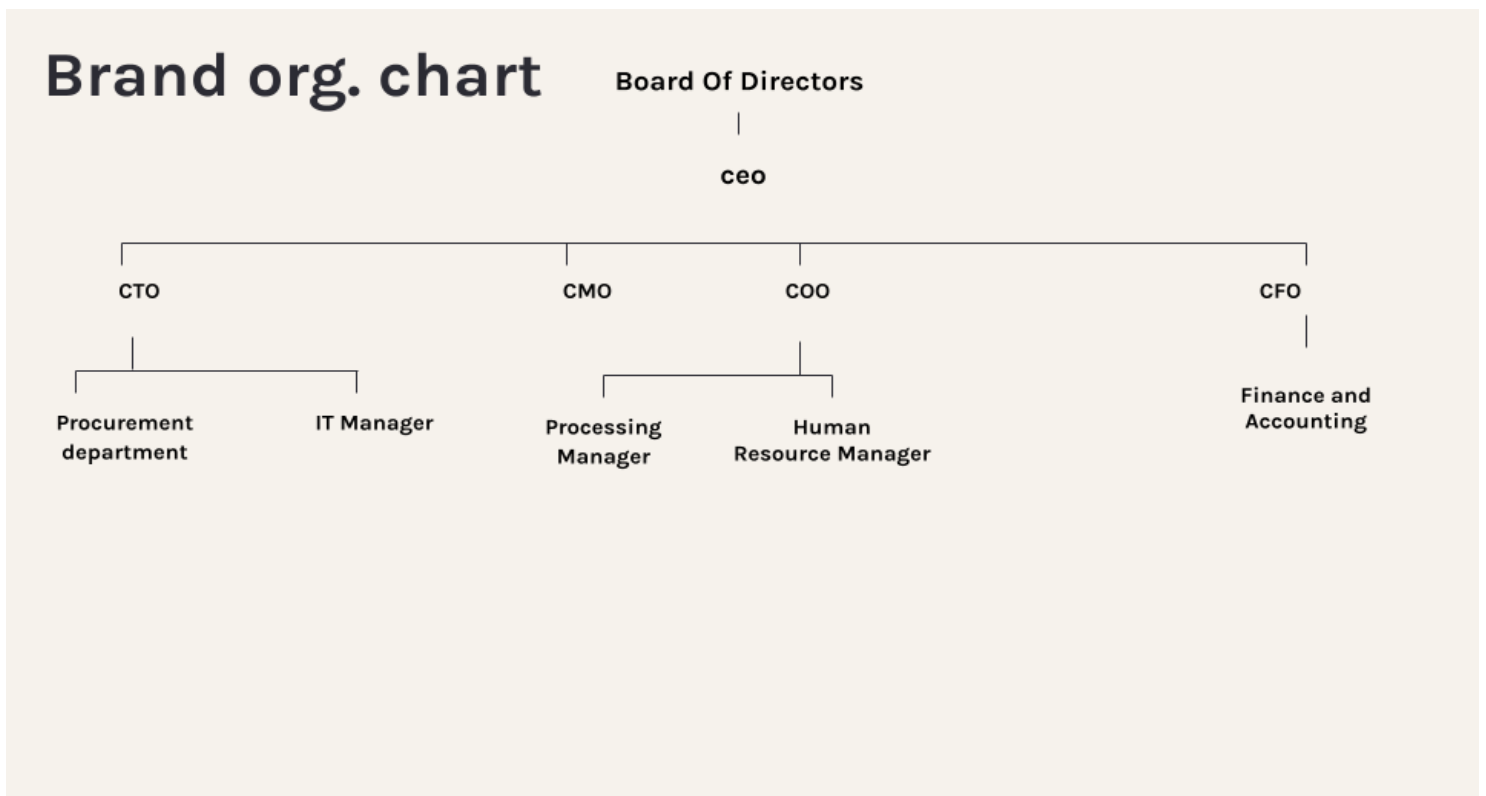 Brand org. chart
Board Of Directors
ceo
CTO
CMO
COO
CFO
Procurement
department
IT Manager
Processing
Manager
Human
Resource Manager
Finance and
Accounting